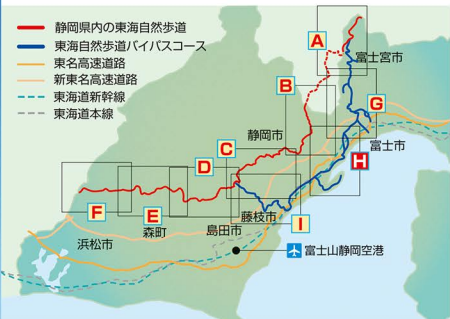 静岡県内の東海自然歩道
東海自然歩道バイパスコース
東名高速道路
新東名高速道路
東海道新幹線
東海道本線
A
富士宮市
B
G
静岡市
C
富士市
D
H
F
E
I
藤枝市
島田市
森町
浜松市
富士山静岡空港